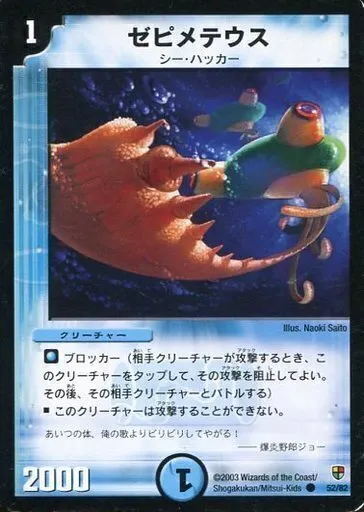 1
ゼピメテウス
シー・ハッカー
Illus. Naoki Saito
クリーチャー
ブロッカー（相手クリーチャーが攻撃するとき、こ
のクリーチャーをタップして、その攻撃を阻止してよい。
その後、その相手クリーチャーとバトルする）
■ このクリーチャーは攻撃することができない。
あいつの体、俺の歌よりビリビリしてやがる！
――爆炎野郎ジョー
2000
1
©2003 Wizards of the Coast/
Shogakukan/Mitsui-Kids
52/82